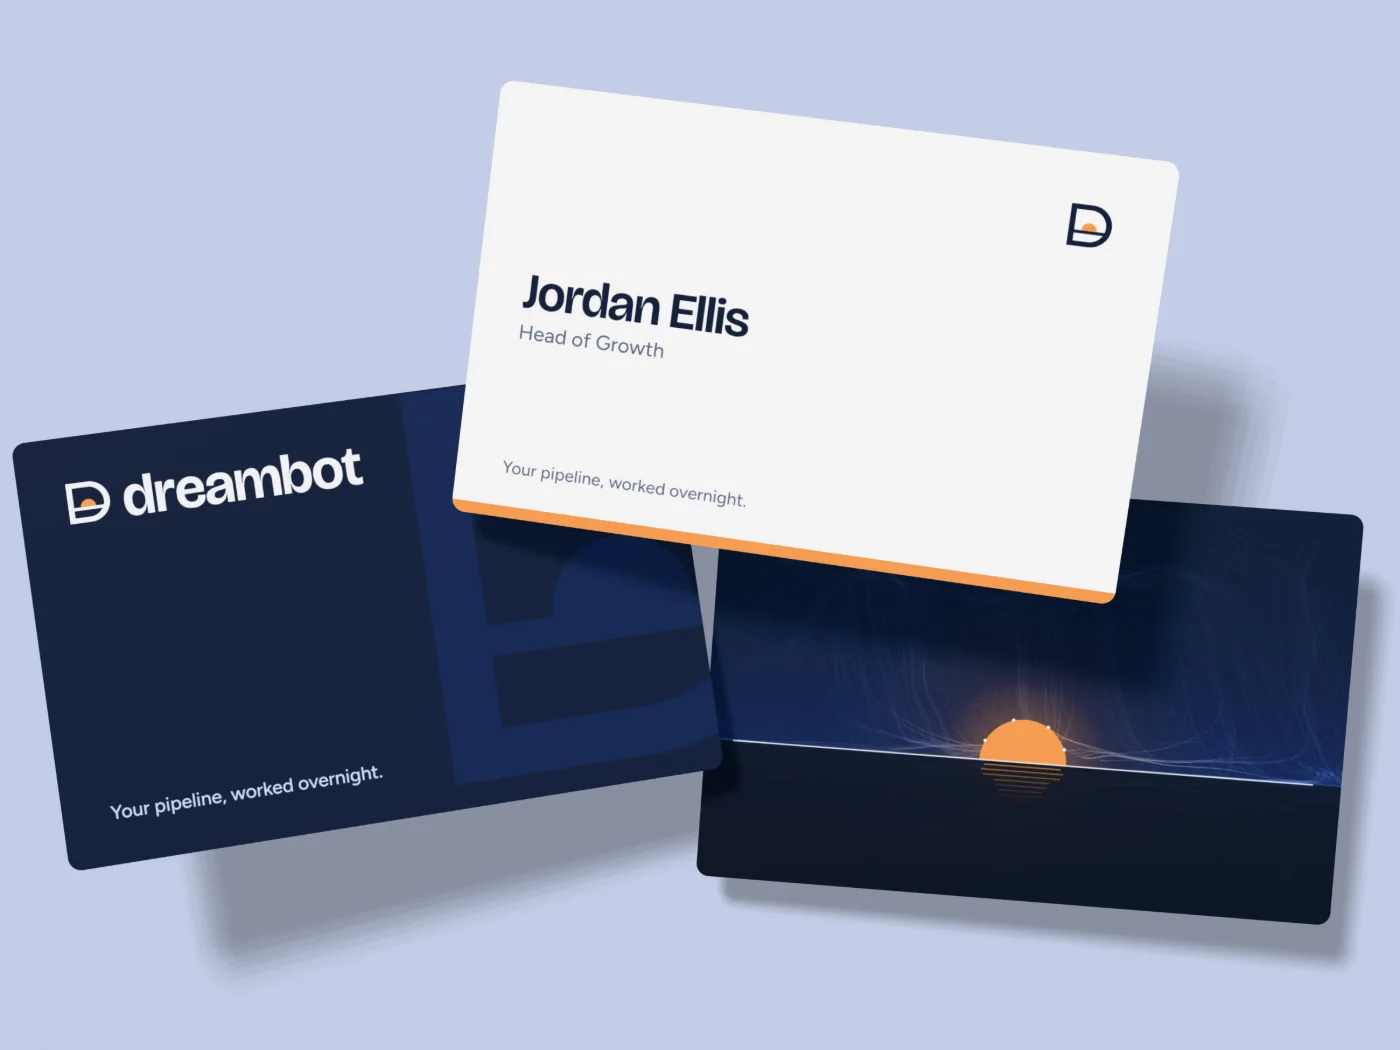 Jordan Ellis
Head of Growth
Your pipeline, worked overnight.
dreambot
Your pipeline, worked overnight.